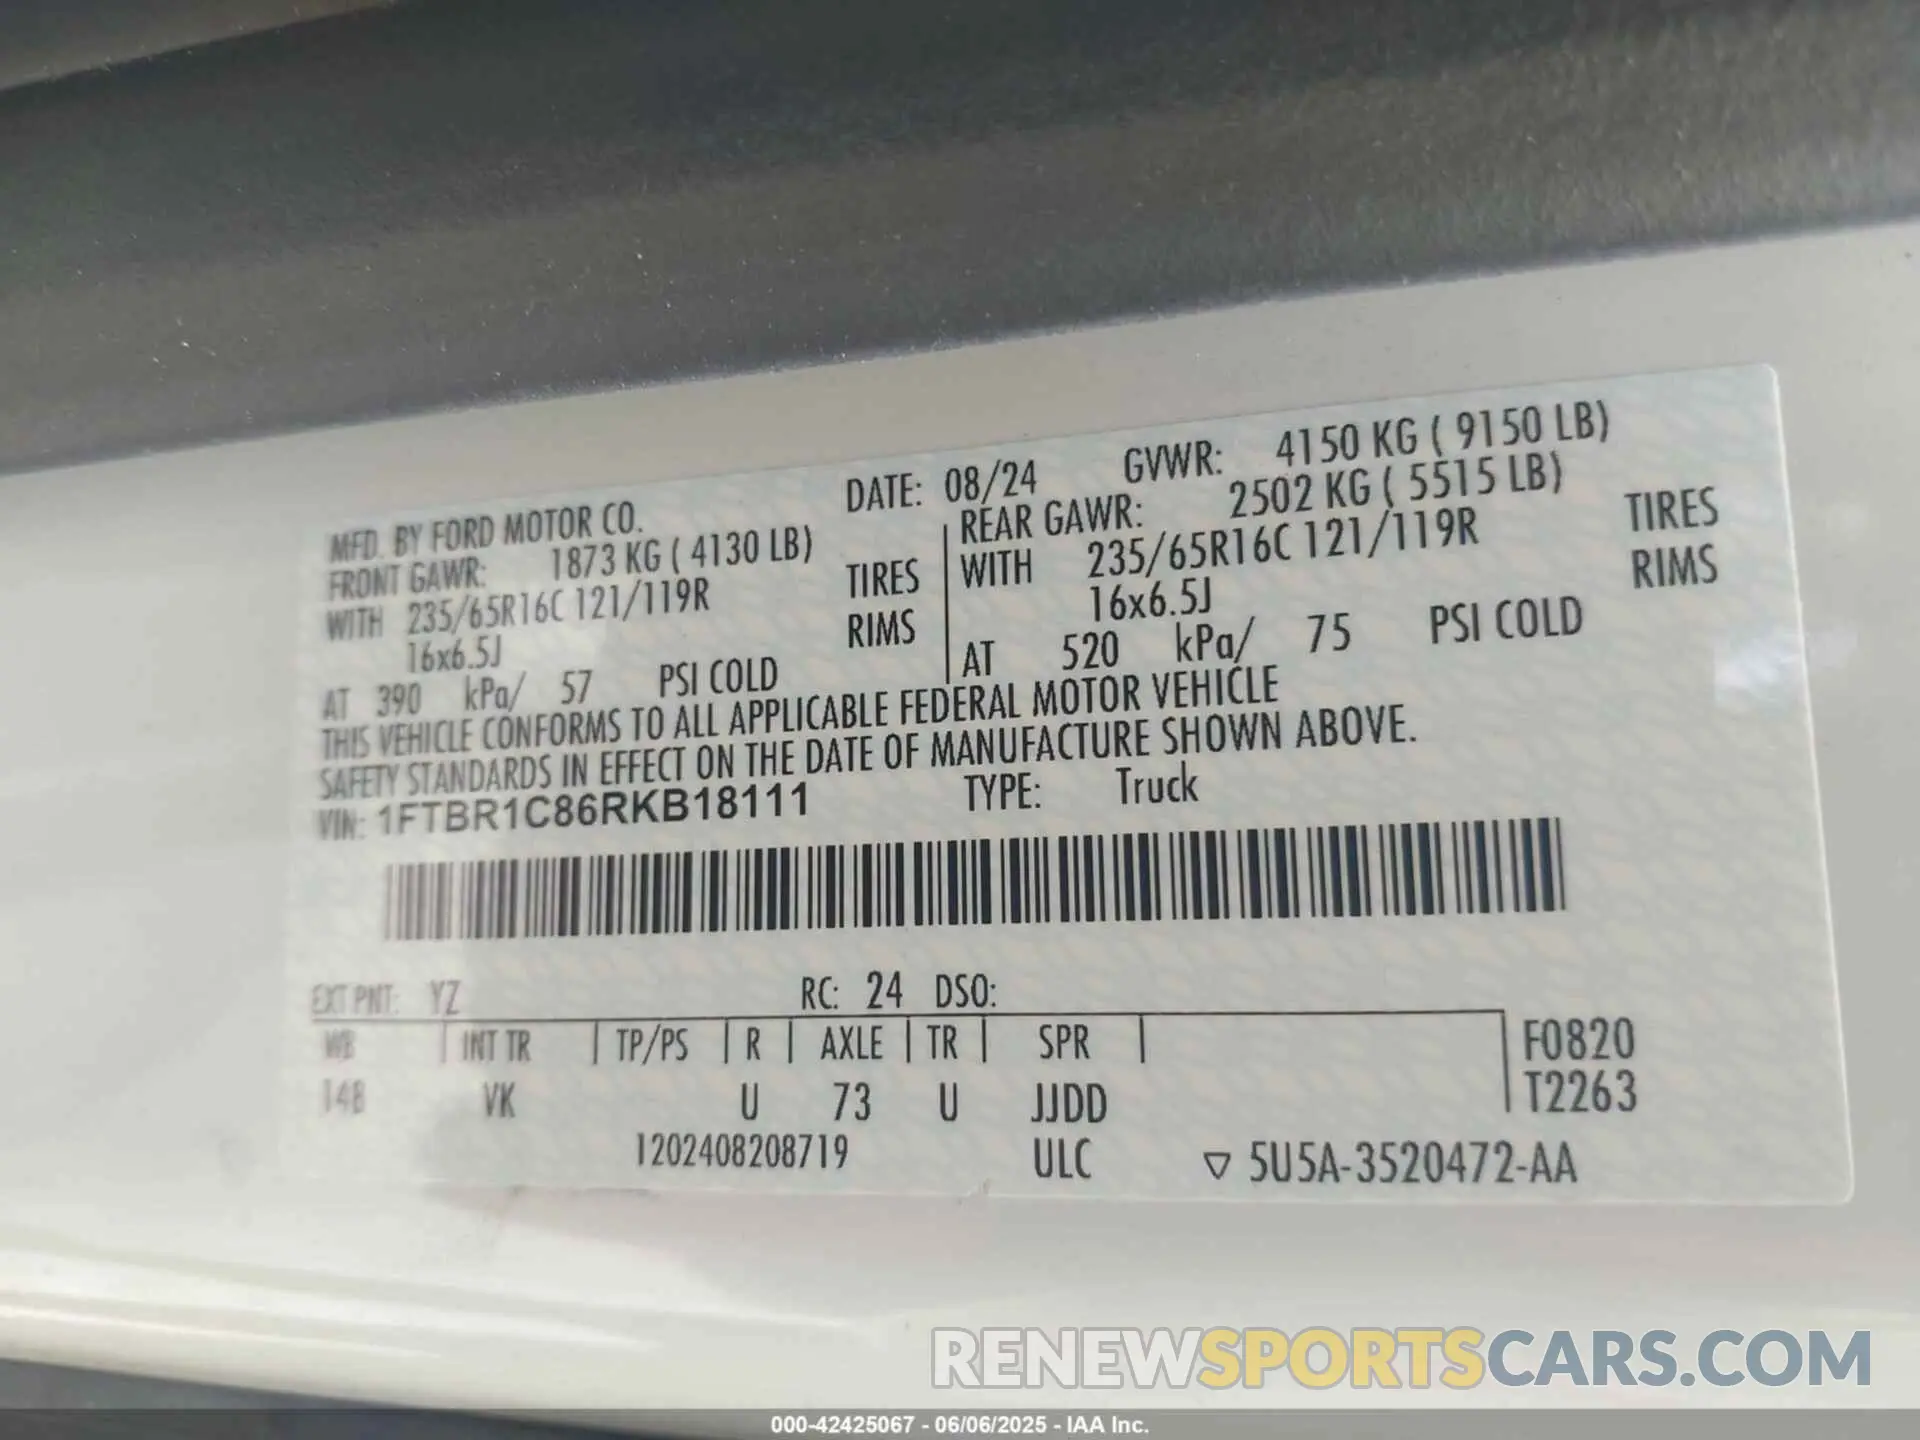 MFD. BY FORD MOTOR CO. DATE: 08/24 GVWR: 4150 KG ( 9150 LB)
FRONT GAWR: 1873 KG ( 4130 LB) REAR GAWR: 2502 KG ( 5515 LB)
WITH 235/65R16C 121/119R TIRES WITH 235/65R16C 121/119R TIRES
16x6.5J RIMS 16x6.5J RIMS
AT 390 kPa/ 57 PSI COLD AT 520 kPa/ 75 PSI COLD
THIS VEHICLE CONFORMS TO ALL APPLICABLE FEDERAL MOTOR VEHICLE
SAFETY STANDARDS IN EFFECT ON THE DATE OF MANUFACTURE SHOWN ABOVE.
VIN: 1FTBR1C86RKB18111 TYPE: Truck
EXT PNT: YZ RC: 24 DSO:
WB INT TR TP/PS R AXLE TR SPR F0820
148 VK U 73 U JJDD T2263
1202408208719 ULC ▽ 5U5A-3520472-AA
RENEWSPORTSCARS.COM
000-42425067 - 06/06/2025 - IAA Inc.